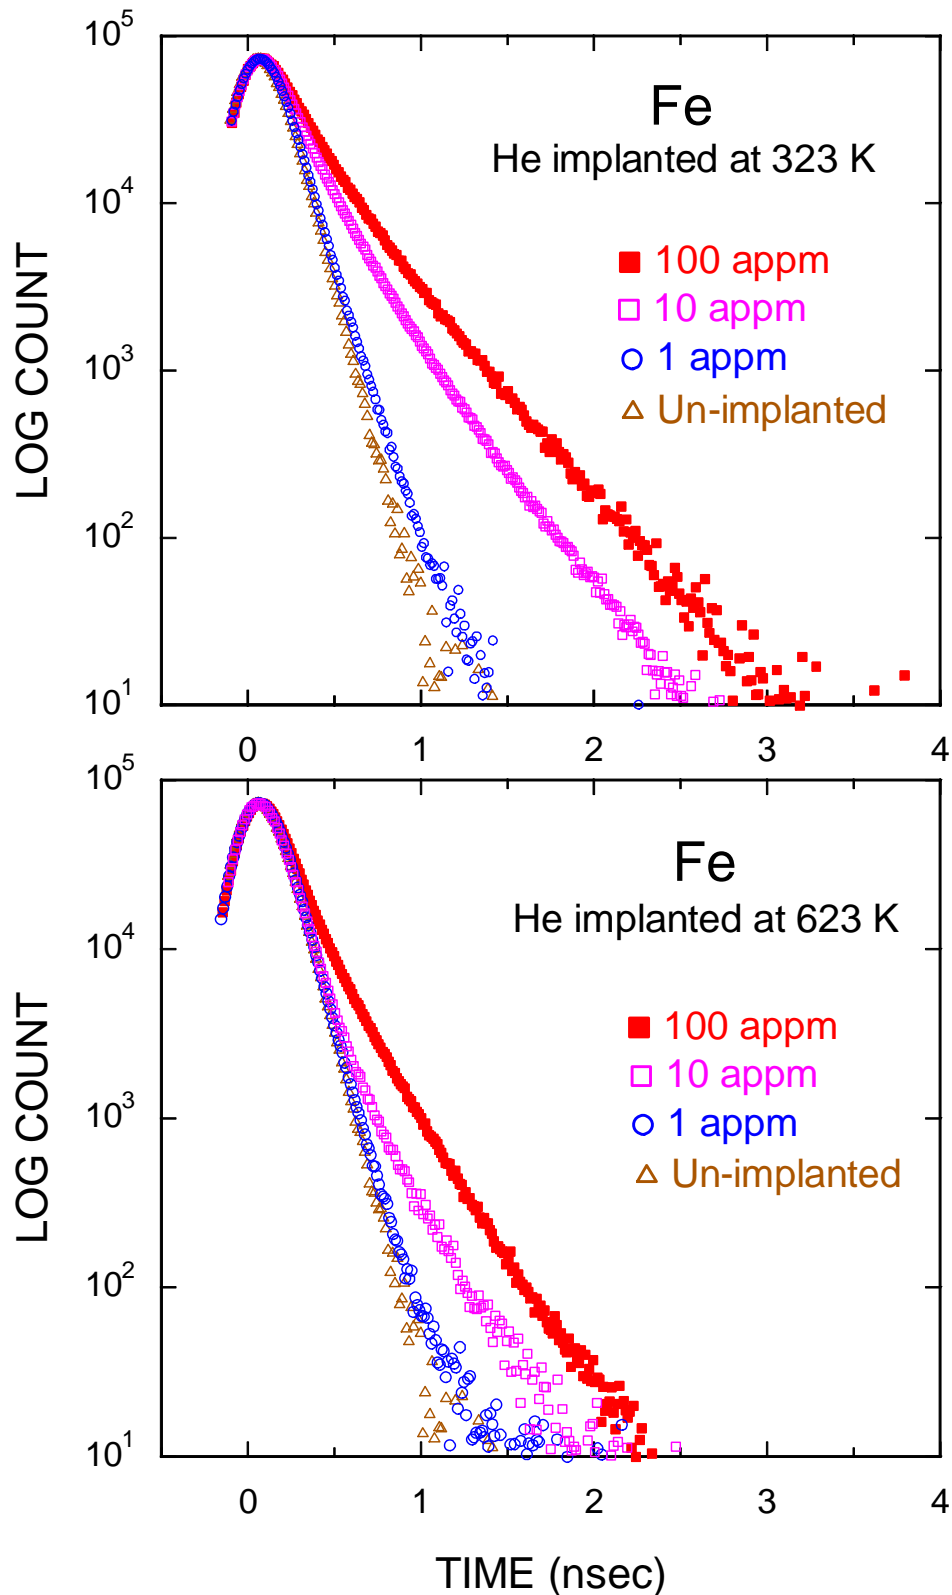 10^5
Fe
He implanted at 323 K
10^4
100 appm
10 appm
1 appm
Un-implanted
LOG COUNT
10^3
10^2
10^1
0 1 2 3 4
10^5
Fe
He implanted at 623 K
10^4
100 appm
10 appm
1 appm
Un-implanted
LOG COUNT
10^3
10^2
10^1
0 1 2 3 4
TIME (nsec)